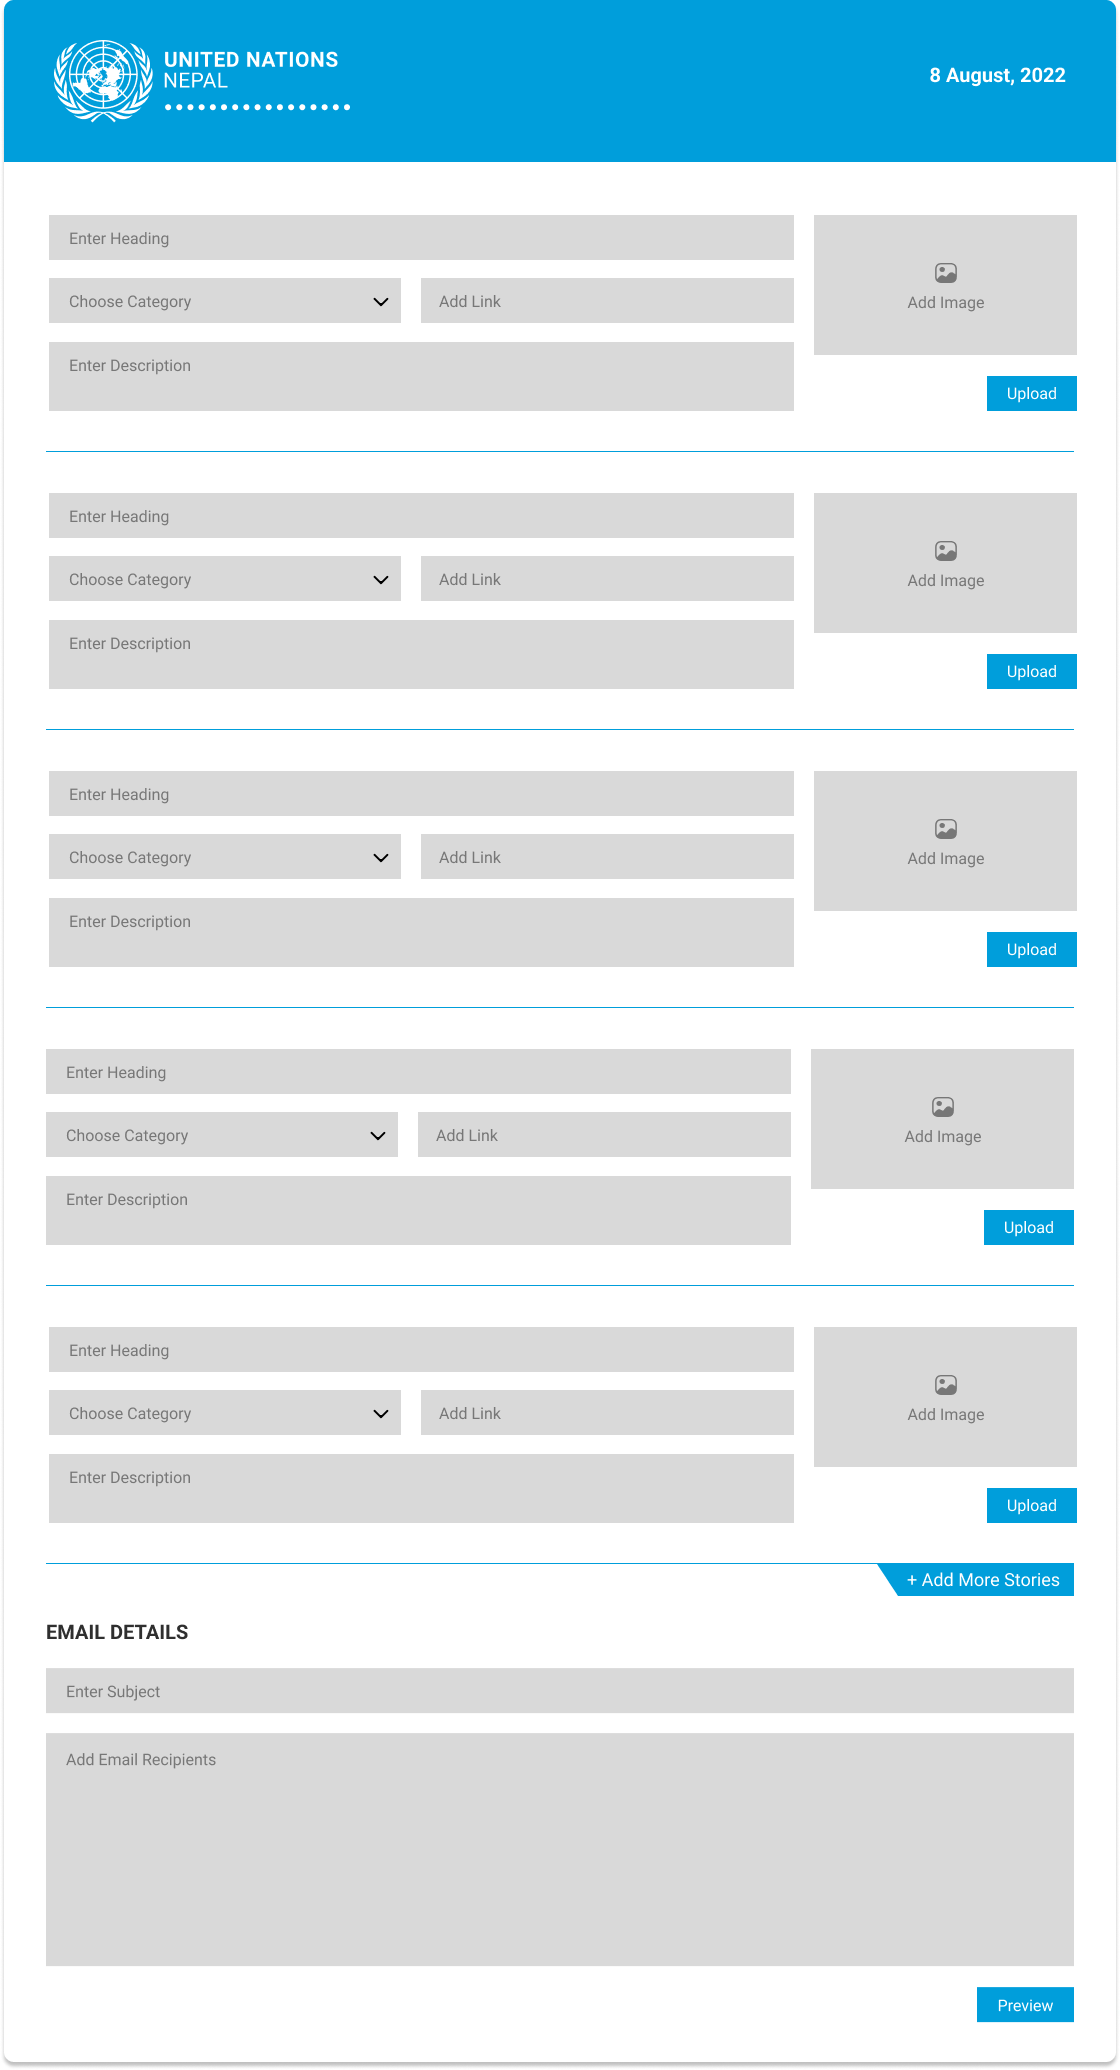 UNITED NATIONS
NEPAL
8 August, 2022
Enter Heading
Choose Category
Add Link
Enter Description
Add Image
Upload
Enter Heading
Choose Category
Add Link
Enter Description
Add Image
Upload
Enter Heading
Choose Category
Add Link
Enter Description
Add Image
Upload
Enter Heading
Choose Category
Add Link
Enter Description
Add Image
Upload
Enter Heading
Choose Category
Add Link
Enter Description
Add Image
Upload
+ Add More Stories
EMAIL DETAILS
Enter Subject
Add Email Recipients
Preview